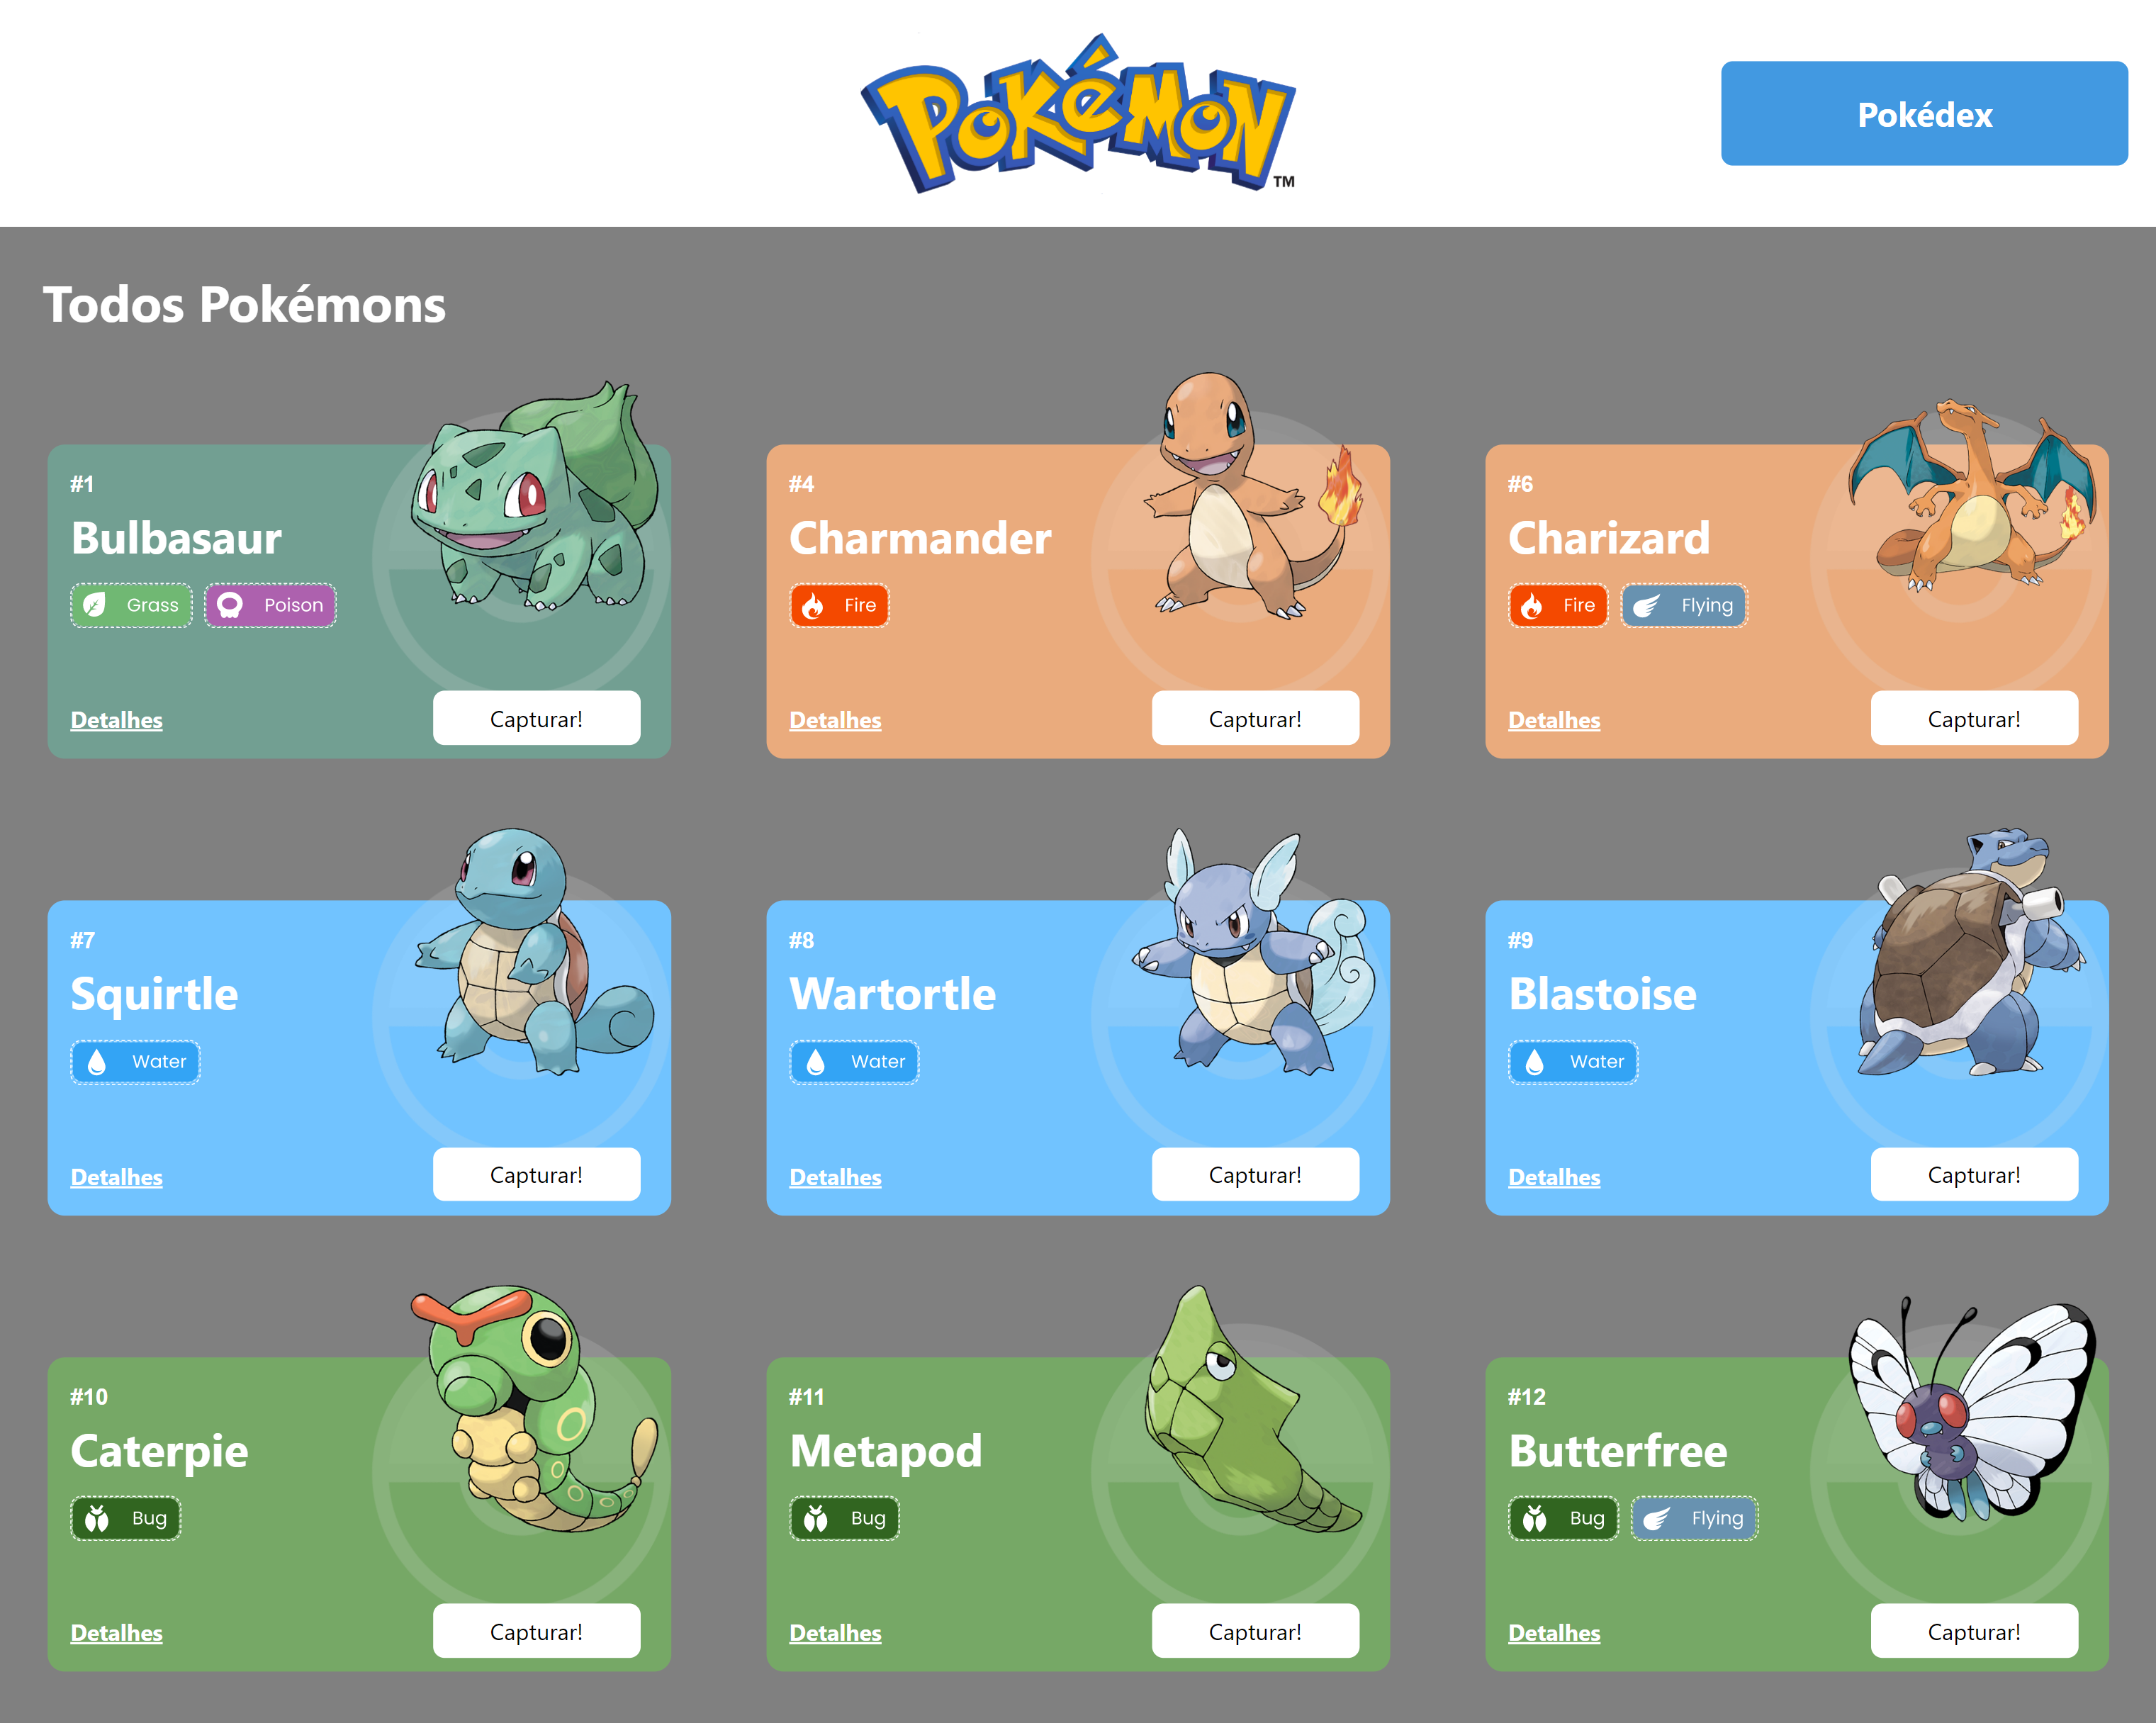 Pokémon TM
Pokédex
Todos Pokémons
#1
Bulbasaur
Grass Poison
Detalhes Capturar!
#4
Charmander
Fire
Detalhes Capturar!
#6
Charizard
Fire Flying
Detalhes Capturar!
#7
Squirtle
Water
Detalhes Capturar!
#8
Wartortle
Water
Detalhes Capturar!
#9
Blastoise
Water
Detalhes Capturar!
#10
Caterpie
Bug
Detalhes Capturar!
#11
Metapod
Bug
Detalhes Capturar!
#12
Butterfree
Bug Flying
Detalhes Capturar!